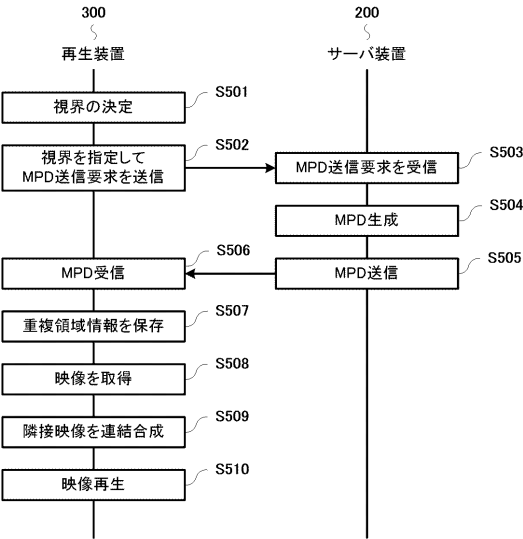 300
200
再生装置
サーバ装置
視界の決定
S501
視界を指定して
MPD送信要求を送信
S502
MPD送信要求を受信
S503
MPD生成
S504
MPD受信
S506
MPD送信
S505
重複領域情報を保存
S507
映像を取得
S508
隣接映像を連結合成
S509
映像再生
S510